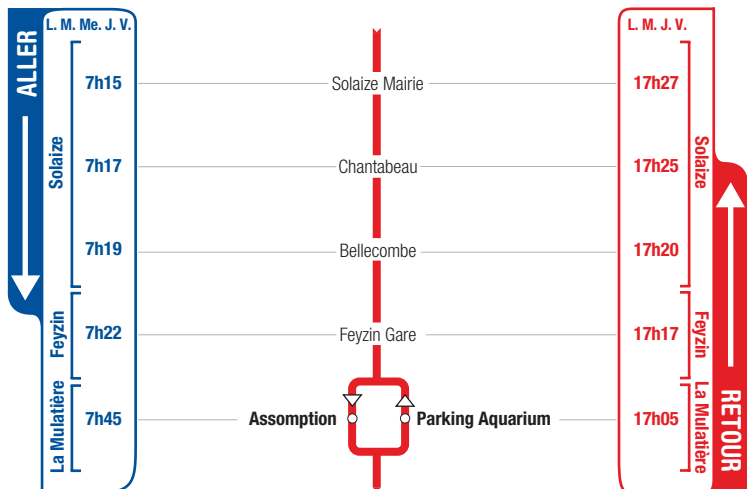 ALLER
L. M. Me. J. V.
L. M. J. V.
Solaize
7h15
Solaize Mairie
17h27
Solaize
7h17
Chantabeau
17h25
7h19
Bellecombe
17h20
Feyzin
7h22
Feyzin Gare
17h17
Feyzin
La Mulatière
7h45
Assomption
Parking Aquarium
17h05
La Mulatière
RETOUR